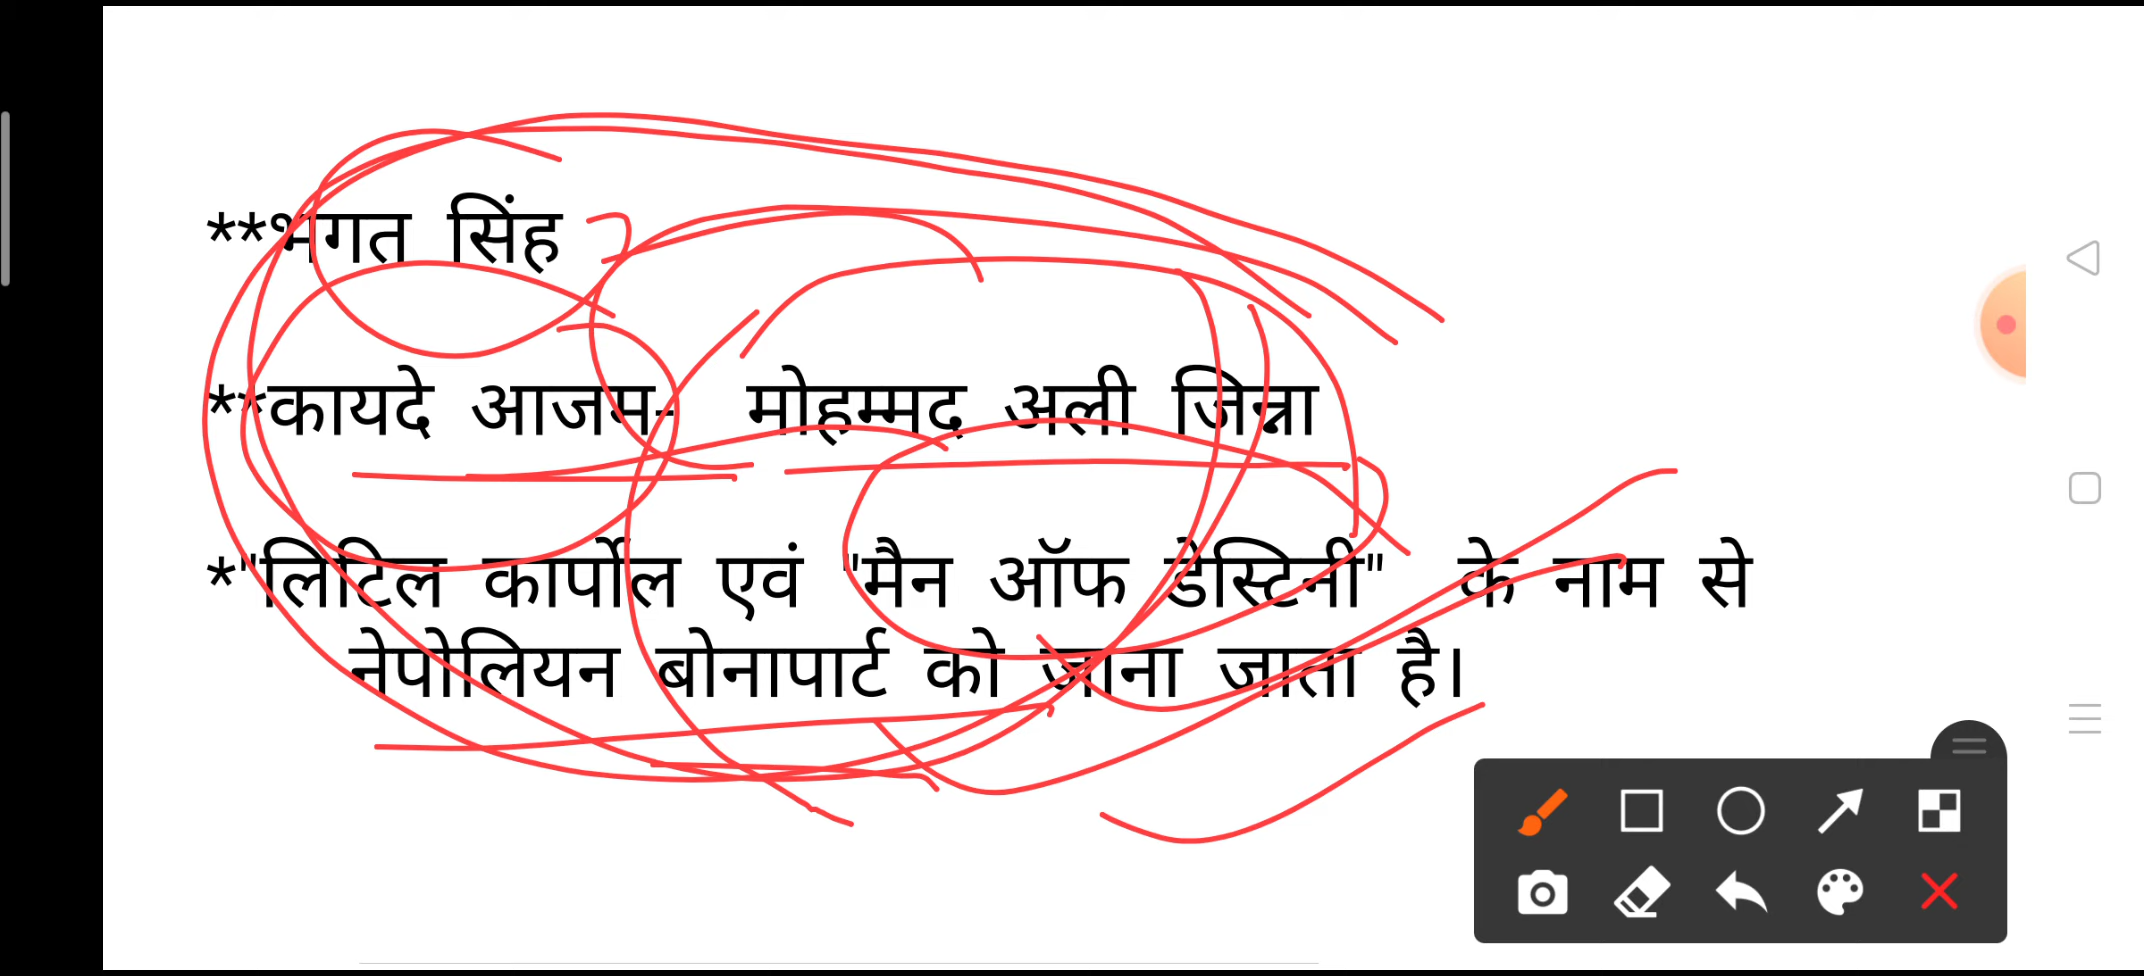 **भगत सिंह
**कायदे आजम- मोहम्मद अली जिन्ना
*"लिटिल कार्पोल एवं "मैन ऑफ डेस्टिनी" के नाम से
नेपोलियन बोनापार्ट को जाना जाता है।